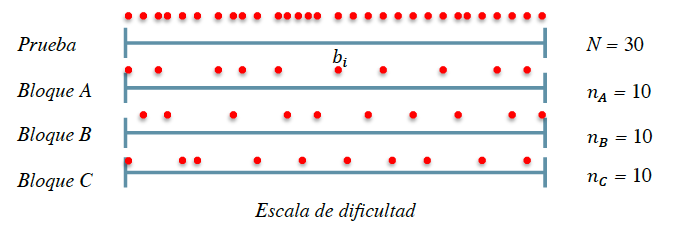 Prueba
N = 30
b_i
Bloque A
n_A = 10
Bloque B
n_B = 10
Bloque C
n_C = 10
Escala de dificultad